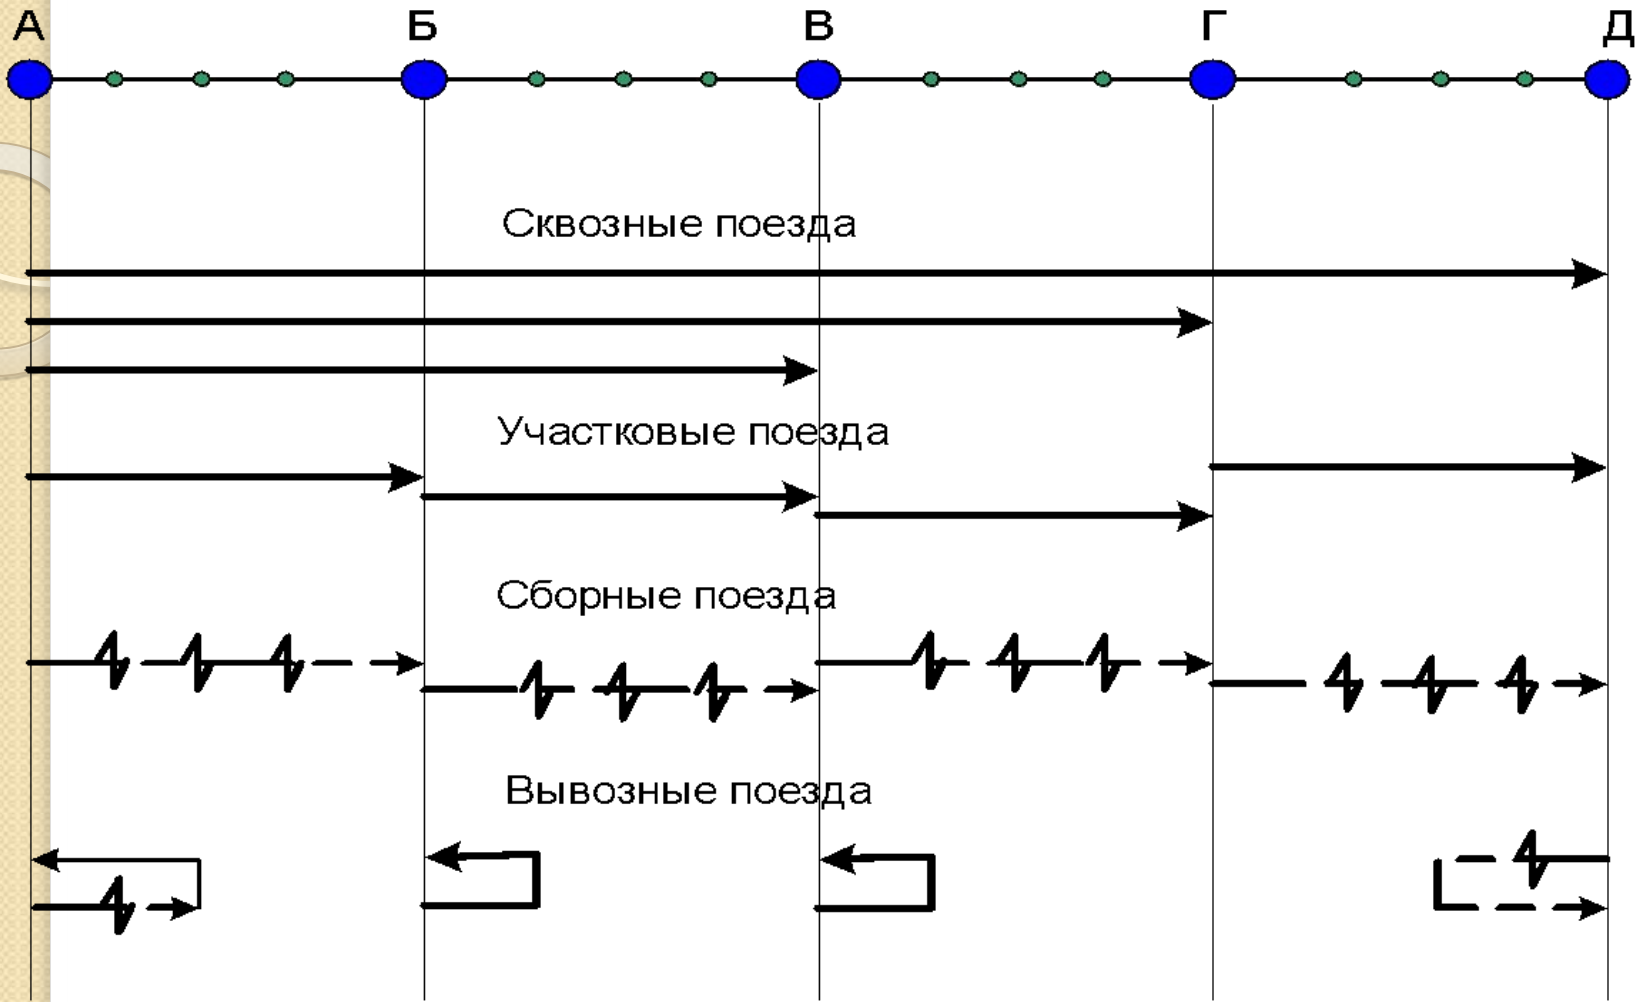 А Б В Г Д
Сквозные поезда
Участковые поезда
Сборные поезда
Вывозные поезда